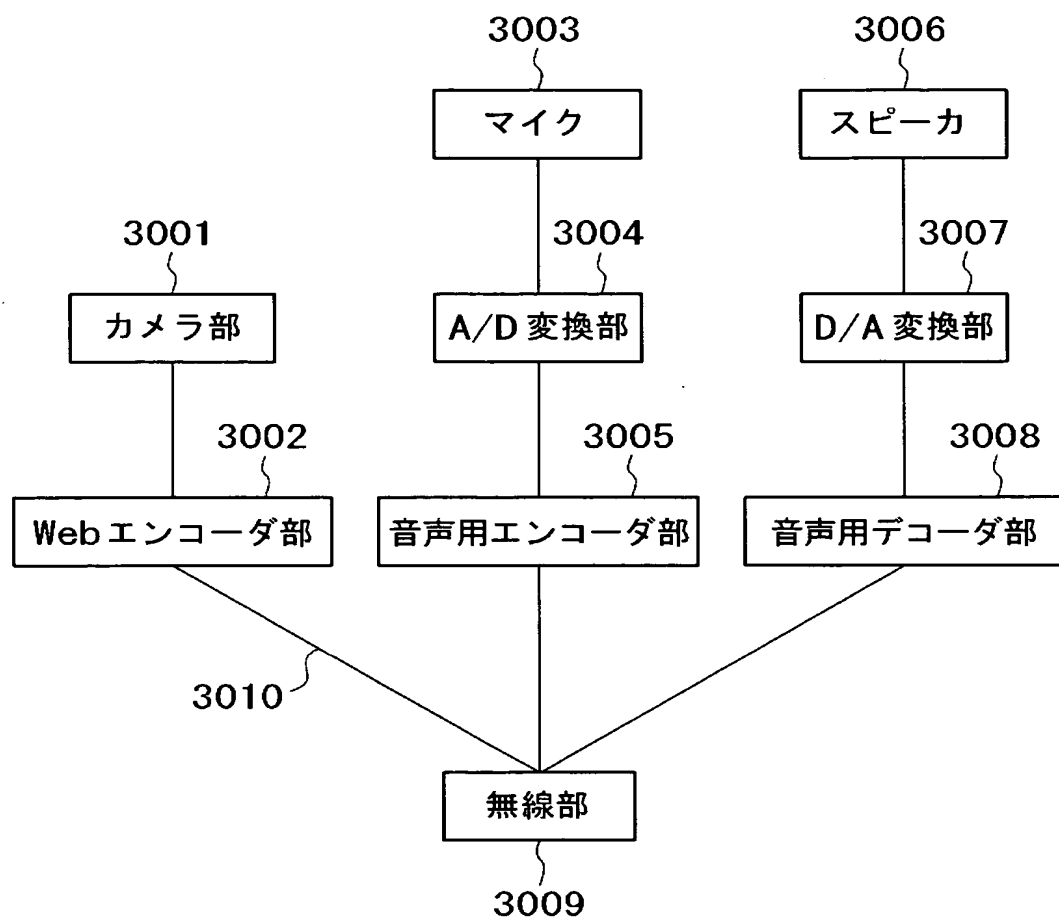 3003
3006
マイク
スピーカ
3001
3004
3007
カメラ部
A/D変換部
D/A変換部
3002
3005
3008
Webエンコーダ部
音声用エンコーダ部
音声用デコーダ部
3010
無線部
3009